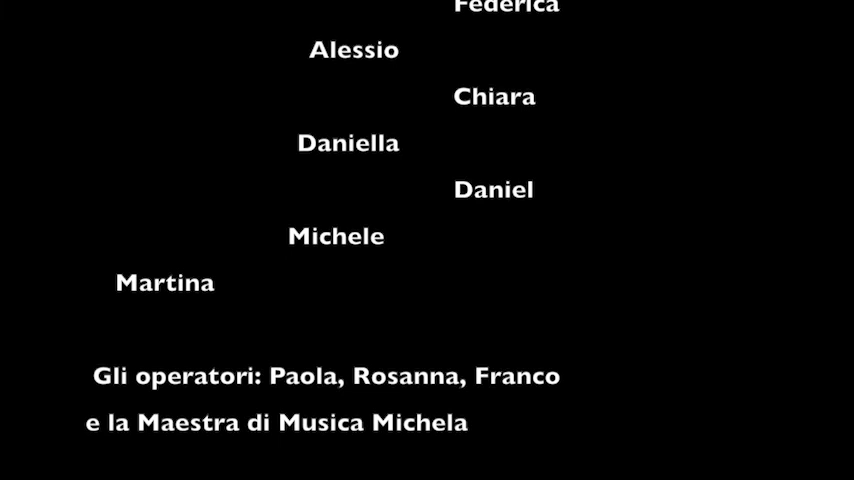 Federica
Alessio
Chiara
Daniella
Daniel
Michele
Martina
Gli operatori: Paola, Rosanna, Franco
e la Maestra di Musica Michela